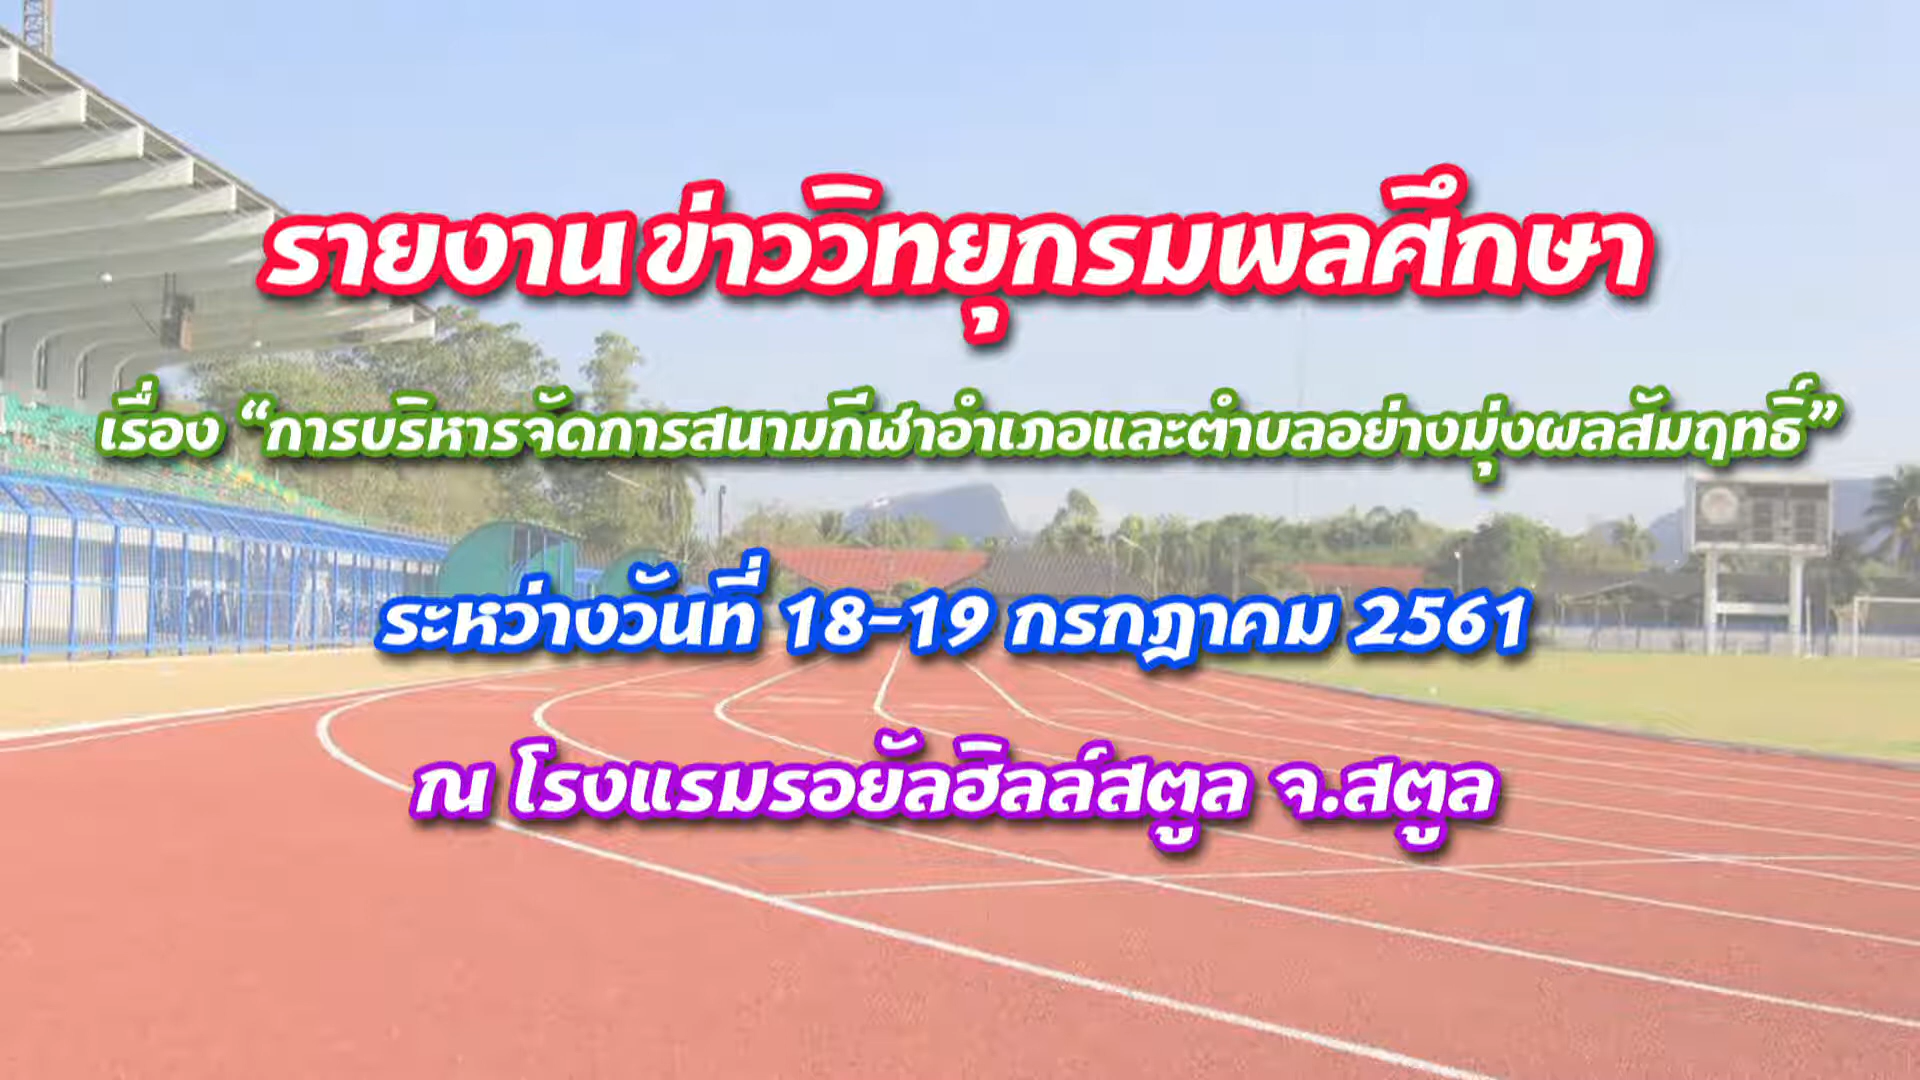 รายงาน ข่าววิทยุกรมพลศึกษา
เรื่อง “การบริหารจัดการสนามกีฬาอำเภอและตำบลอย่างมุ่งผลสัมฤทธิ์”
ระหว่างวันที่ 18-19 กรกฎาคม 2561
ณ โรงแรมรอยัลฮิลล์สตูล จ.สตูล